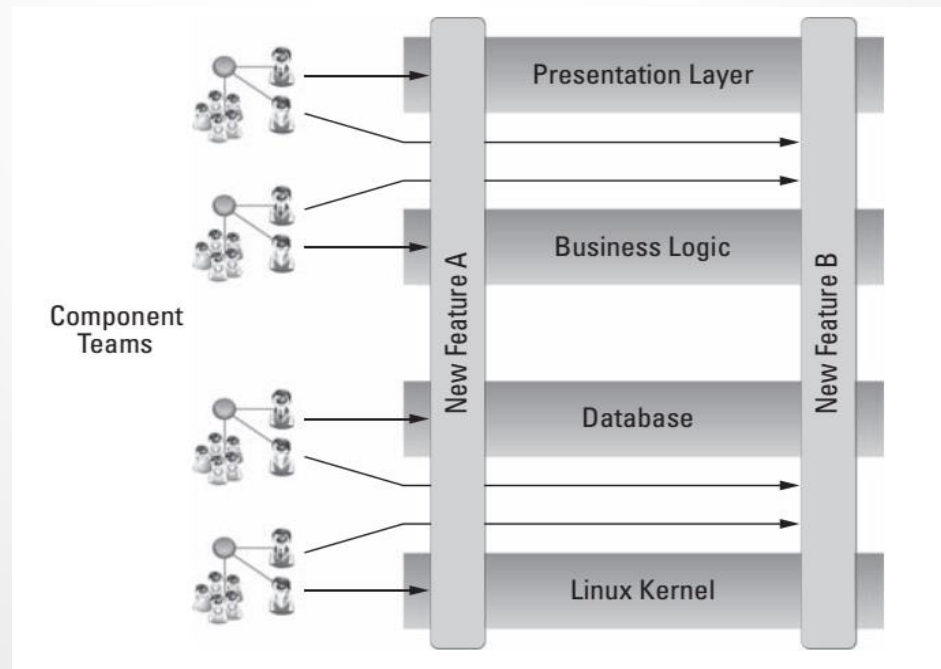 Presentation Layer
Business Logic
Component
Teams
New Feature A
New Feature B
Database
Linux Kernel